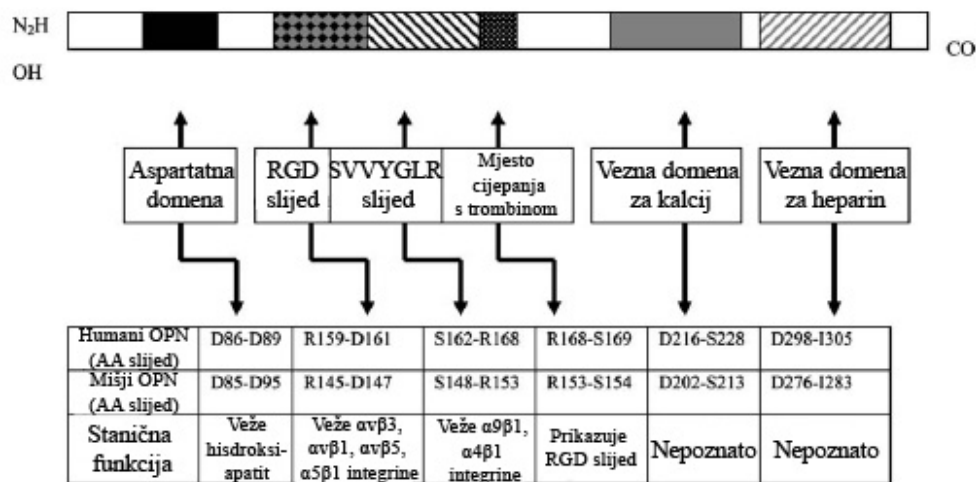 N₂H
OH
CO
Aspartatna
domena
RGD
slijed
SVVYGLR
slijed
Mjesto
cijepanja
s trombinom
Vezna domena
za kalcij
Vezna domena
za heparin
Humani OPN
(AA slijed)
D86-D89
R159-D161
S162-R168
R168-S169
D216-S228
D298-I305
Mišji OPN
(AA slijed)
D85-D95
R145-D147
S148-R153
R153-S154
D202-S213
D276-I283
Stanična
funkcija
Veže
hisdroksi-
apatit
Veže αvβ3,
αvβ1, αvβ5,
α5β1 integrine
Veže α9β1,
α4β1
integrine
Prikazuje
RGD slijed
Nepoznato
Nepoznato